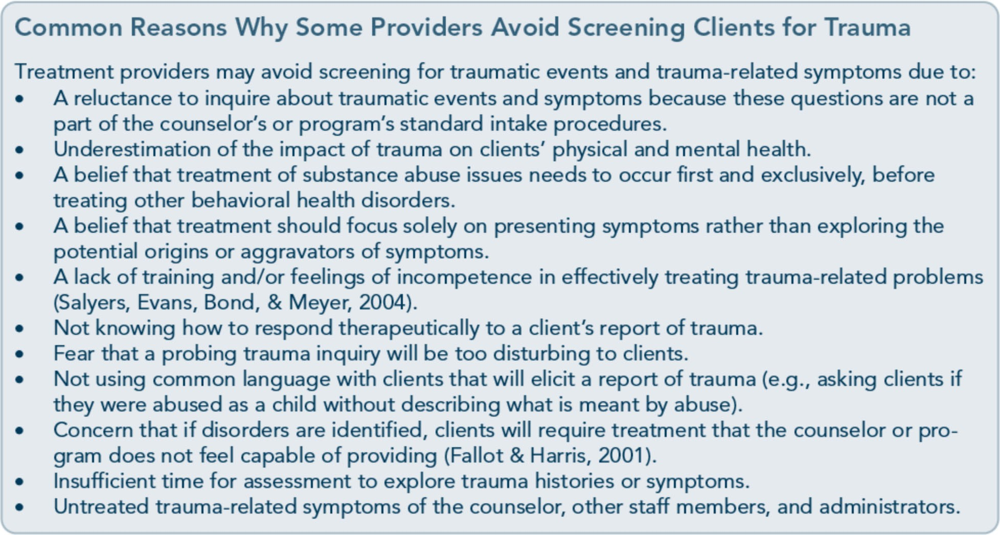 Common Reasons Why Some Providers Avoid Screening Clients for Trauma
Treatment providers may avoid screening for traumatic events and trauma-related symptoms due to:
• A reluctance to inquire about traumatic events and symptoms because these questions are not a
part of the counselor’s or program’s standard intake procedures.
• Underestimation of the impact of trauma on clients’ physical and mental health.
• A belief that treatment of substance abuse issues needs to occur first and exclusively, before
treating other behavioral health disorders.
• A belief that treatment should focus solely on presenting symptoms rather than exploring the
potential origins or aggravators of symptoms.
• A lack of training and/or feelings of incompetence in effectively treating trauma-related problems
(Salyers, Evans, Bond, & Meyer, 2004).
• Not knowing how to respond therapeutically to a client’s report of trauma.
• Fear that a probing trauma inquiry will be too disturbing to clients.
• Not using common language with clients that will elicit a report of trauma (e.g., asking clients if
they were abused as a child without describing what is meant by abuse).
• Concern that if disorders are identified, clients will require treatment that the counselor or pro-
gram does not feel capable of providing (Fallot & Harris, 2001).
• Insufficient time for assessment to explore trauma histories or symptoms.
• Untreated trauma-related symptoms of the counselor, other staff members, and administrators.